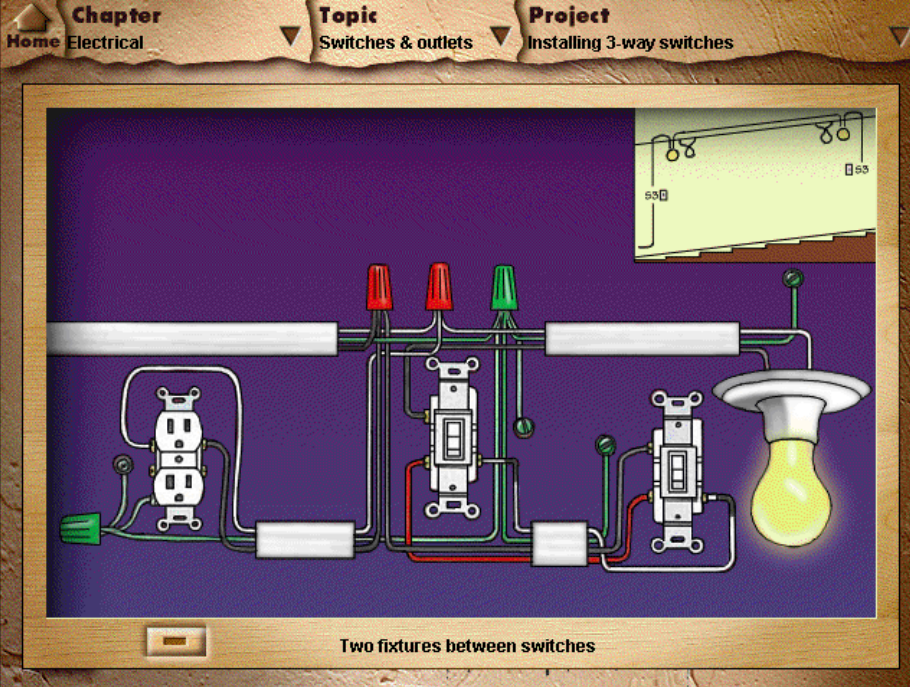 Chapter
Topic
Project
Home
Electrical
Switches & outlets
Installing 3-way switches
S3
S3
Two fixtures between switches